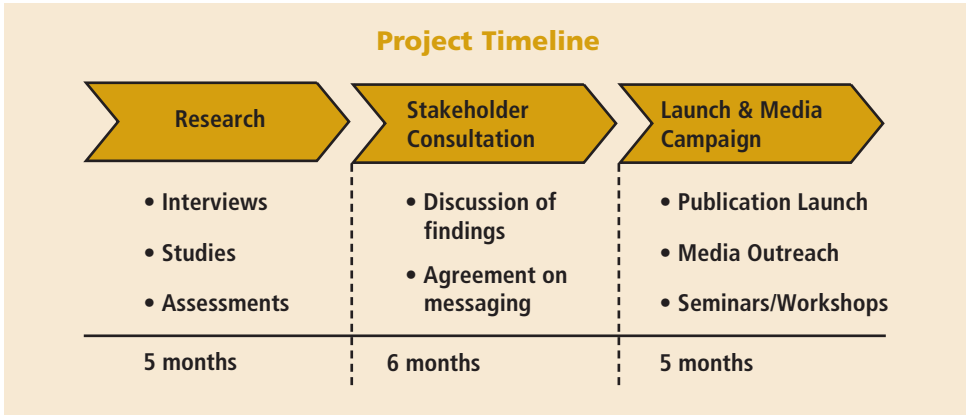 Project Timeline
Research
Stakeholder
Consultation
Launch & Media
Campaign
• Interviews
• Studies
• Assessments
• Discussion of
findings
• Agreement on
messaging
• Publication Launch
• Media Outreach
• Seminars/Workshops
5 months
6 months
5 months